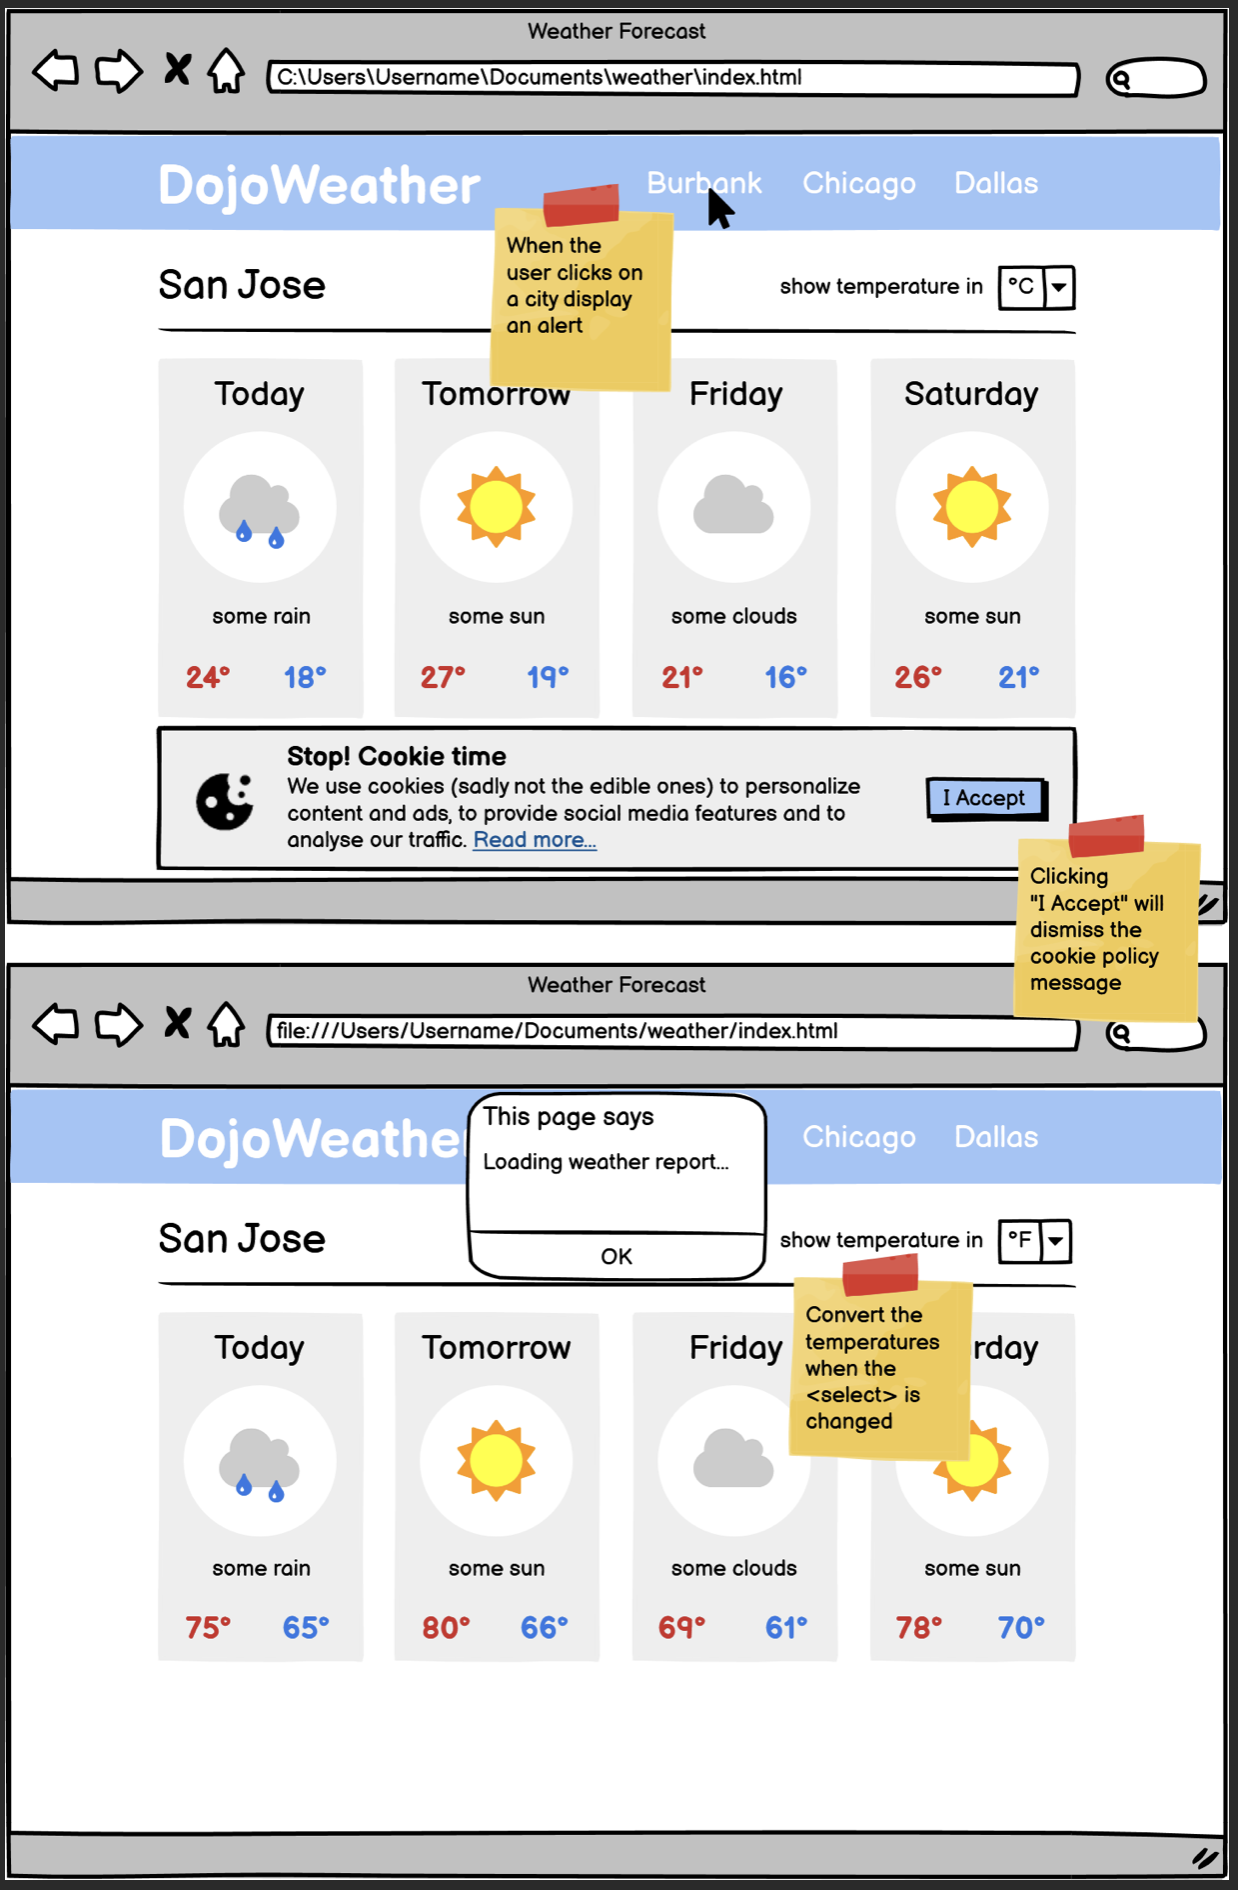 Weather Forecast
C:\Users\Username\Documents\weather\index.html
DojoWeather
Burbank Chicago Dallas
When the
user clicks on
a city display
an alert
San Jose
show temperature in °C
Today Tomorrow Friday Saturday
some rain some sun some clouds some sun
24° 18° 27° 19° 21° 16° 26° 21°
Stop! Cookie time
We use cookies (sadly not the edible ones) to personalize
content and ads, to provide social media features and to
analyse our traffic. Read more...
I Accept
Clicking
"I Accept" will
dismiss the
cookie policy
message
Weather Forecast
file:///Users/Username/Documents/weather/index.html
DojoWeather
Chicago Dallas
This page says
Loading weather report...
OK
San Jose
show temperature in °F
Convert the
temperatures
when the
<select> is
changed
Today Tomorrow Friday rday
some rain some sun some clouds some sun
75° 65° 80° 66° 69° 61° 78° 70°